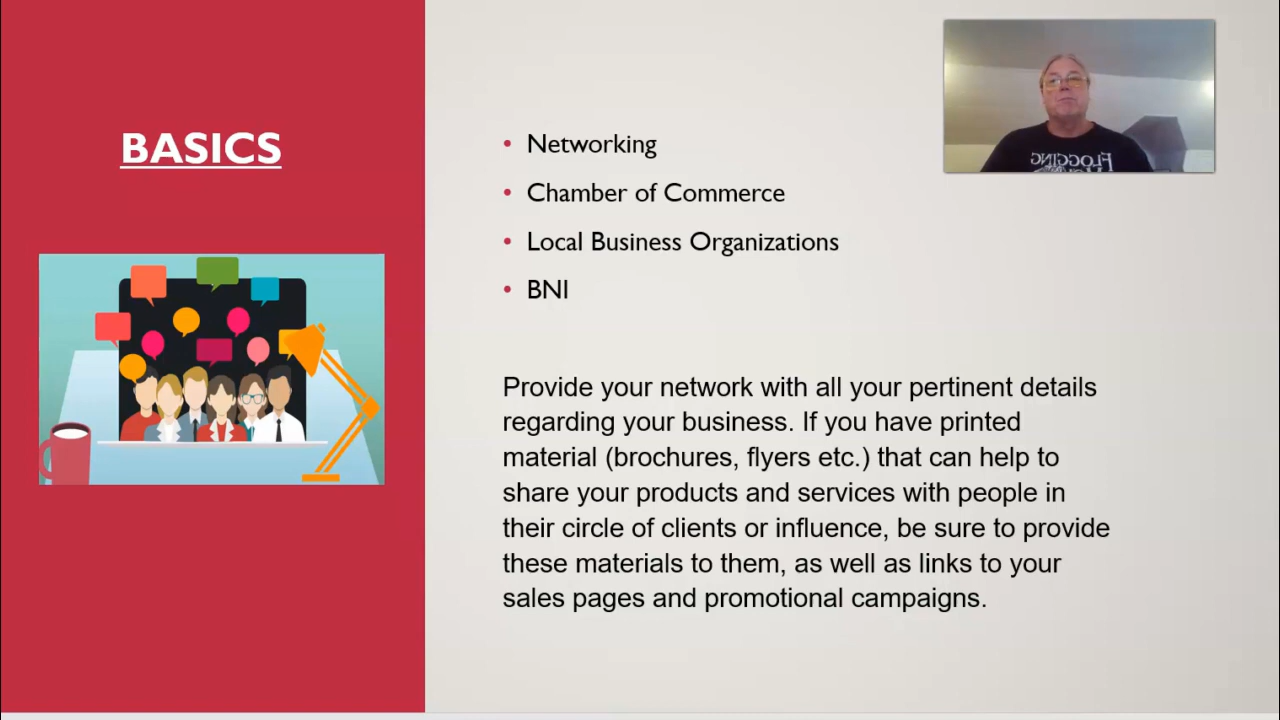 BASICS
• Networking
• Chamber of Commerce
• Local Business Organizations
• BNI
Provide your network with all your pertinent details
regarding your business. If you have printed
material (brochures, flyers etc.) that can help to
share your products and services with people in
their circle of clients or influence, be sure to provide
these materials to them, as well as links to your
sales pages and promotional campaigns.
FLOGGING